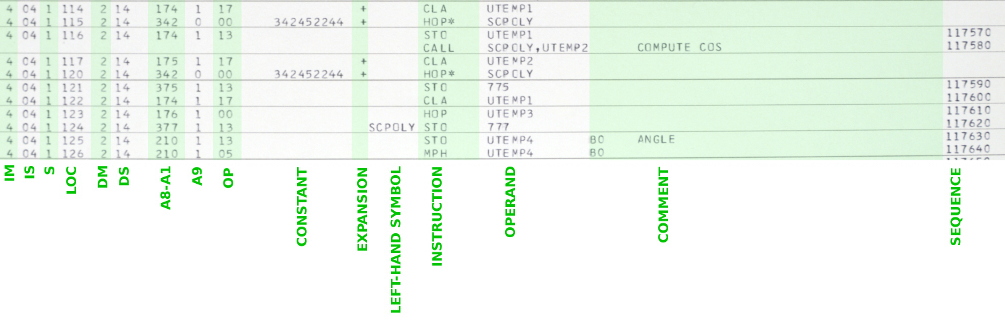 4 04 1 114 2 14 174 1 17 + CLA UTEMP1
4 04 1 115 2 14 342 0 00 342452244 + HOP* SCPOLY
4 04 1 116 2 14 174 1 13 STO UTEMP1 117570
CALL SCPOLY,UTEMP2 COMPUTE COS 117580
4 04 1 117 2 14 175 1 17 + CLA UTEMP2
4 04 1 120 2 14 342 0 00 342452244 + HOP* SCPOLY
4 04 1 121 2 14 375 1 13 STO 775 117590
4 04 1 122 2 14 174 1 17 CLA UTEMP1 117600
4 04 1 123 2 14 176 1 00 HOP UTEMP3 117610
4 04 1 124 2 14 377 1 13 SCPOLY STO 777 117620
4 04 1 125 2 14 210 1 13 STO UTEMP4 B0 ANGLE 117630
4 04 1 126 2 14 210 1 05 MPH UTEMP4 B0 117640
IM IS S LOC DM DS A8-A1 A9 OP CONSTANT EXPANSION LEFT-HAND SYMBOL INSTRUCTION OPERAND COMMENT SEQUENCE